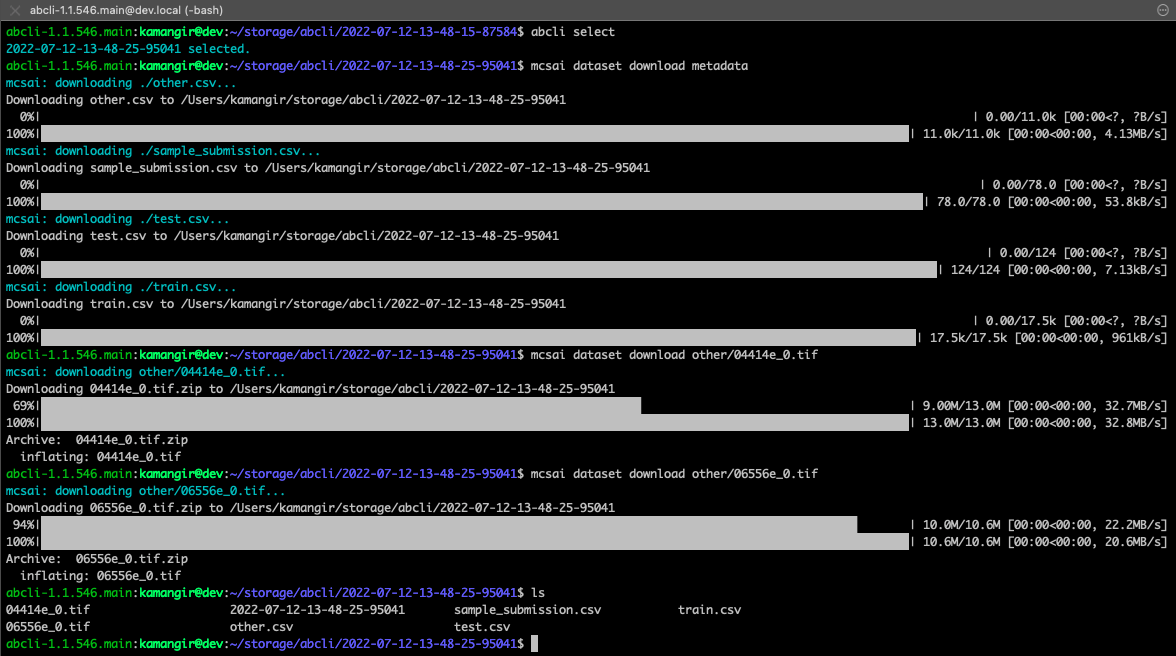 abcli-1.1.546.main@dev.local (-bash)
abcli-1.1.546.main:kamangir@dev:~/storage/abcli/2022-07-12-13-48-15-87584$ abcli select
2022-07-12-13-48-25-95041 selected.
abcli-1.1.546.main:kamangir@dev:~/storage/abcli/2022-07-12-13-48-25-95041$ mcsai dataset download metadata
mcsai: downloading ./other.csv...
Downloading other.csv to /Users/kamangir/storage/abcli/2022-07-12-13-48-25-95041
0%| | 0.00/11.0k [00:00<?, ?B/s]
100%| | 11.0k/11.0k [00:00<00:00, 4.13MB/s]
mcsai: downloading ./sample_submission.csv...
Downloading sample_submission.csv to /Users/kamangir/storage/abcli/2022-07-12-13-48-25-95041
0%| | 0.00/78.0 [00:00<?, ?B/s]
100%| | 78.0/78.0 [00:00<00:00, 53.8kB/s]
mcsai: downloading ./test.csv...
Downloading test.csv to /Users/kamangir/storage/abcli/2022-07-12-13-48-25-95041
0%| | 0.00/124 [00:00<?, ?B/s]
100%| | 124/124 [00:00<00:00, 7.13kB/s]
mcsai: downloading ./train.csv...
Downloading train.csv to /Users/kamangir/storage/abcli/2022-07-12-13-48-25-95041
0%| | 0.00/17.5k [00:00<?, ?B/s]
100%| | 17.5k/17.5k [00:00<00:00, 961kB/s]
abcli-1.1.546.main:kamangir@dev:~/storage/abcli/2022-07-12-13-48-25-95041$ mcsai dataset download other/04414e_0.tif
mcsai: downloading other/04414e_0.tif...
Downloading 04414e_0.tif.zip to /Users/kamangir/storage/abcli/2022-07-12-13-48-25-95041
69%| | 9.00M/13.0M [00:00<00:00, 32.7MB/s]
100%| | 13.0M/13.0M [00:00<00:00, 32.8MB/s]
Archive:  04414e_0.tif.zip
inflating: 04414e_0.tif
abcli-1.1.546.main:kamangir@dev:~/storage/abcli/2022-07-12-13-48-25-95041$ mcsai dataset download other/06556e_0.tif
mcsai: downloading other/06556e_0.tif...
Downloading 06556e_0.tif.zip to /Users/kamangir/storage/abcli/2022-07-12-13-48-25-95041
94%| | 10.0M/10.6M [00:00<00:00, 22.2MB/s]
100%| | 10.6M/10.6M [00:00<00:00, 20.6MB/s]
Archive:  06556e_0.tif.zip
inflating: 06556e_0.tif
abcli-1.1.546.main:kamangir@dev:~/storage/abcli/2022-07-12-13-48-25-95041$ ls
04414e_0.tif 2022-07-12-13-48-25-95041 sample_submission.csv train.csv
06556e_0.tif other.csv test.csv
abcli-1.1.546.main:kamangir@dev:~/storage/abcli/2022-07-12-13-48-25-95041$